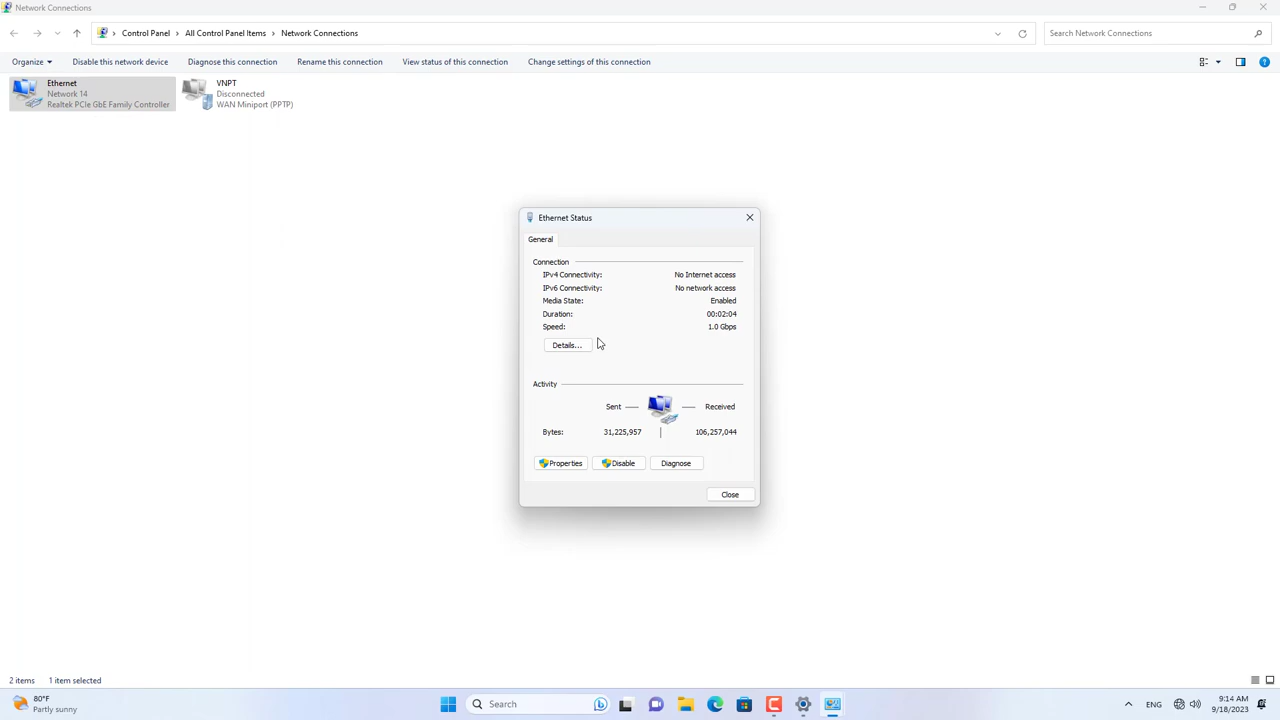 Network Connections
Control Panel > All Control Panel Items > Network Connections
Search Network Connections
Organize
Disable this network device
Diagnose this connection
Rename this connection
View status of this connection
Change settings of this connection
Ethernet
Network 14
Realtek PCIe GbE Family Controller
VNPT
Disconnected
WAN Miniport (PPTP)
Ethernet Status
General
Connection
IPv4 Connectivity: No Internet access
IPv6 Connectivity: No network access
Media State: Enabled
Duration: 00:02:04
Speed: 1.0 Gbps
Details...
Activity
Sent — Received
Bytes: 31,225,957 | 106,257,044
Properties
Disable
Diagnose
Close
2 items 1 item selected
80°F
Partly sunny
Search
ENG
9:14 AM
9/18/2023